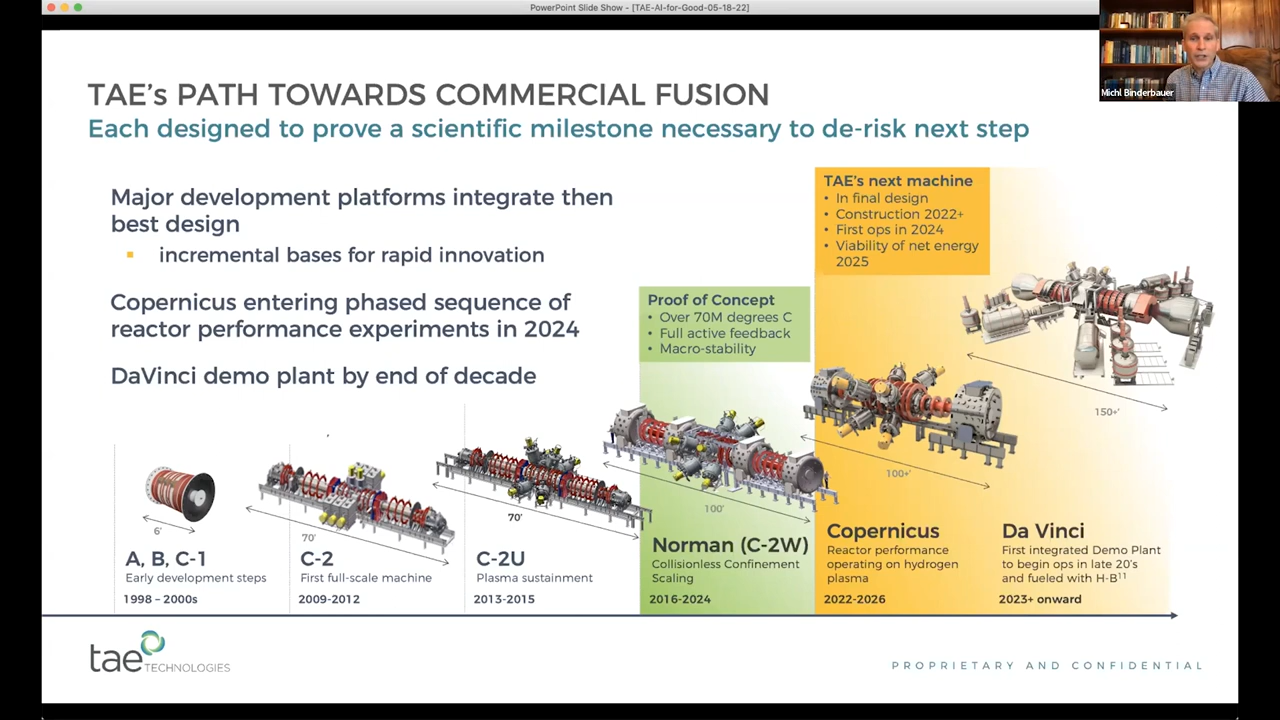 PowerPoint Slide Show - [TAE-AI-for-Good-05-18-22]
Michl Binderbauer
TAE's PATH TOWARDS COMMERCIAL FUSION
Each designed to prove a scientific milestone necessary to de-risk next step
Major development platforms integrate then
best design
▪ incremental bases for rapid innovation
Copernicus entering phased sequence of
reactor performance experiments in 2024
DaVinci demo plant by end of decade
TAE's next machine
• In final design
• Construction 2022+
• First ops in 2024
• Viability of net energy
2025
Proof of Concept
• Over 70M degrees C
• Full active feedback
• Macro-stability
6'
70'
70'
100'
100+'
150+'
A, B, C-1
Early development steps
1998 – 2000s
C-2
First full-scale machine
2009-2012
C-2U
Plasma sustainment
2013-2015
Norman (C-2W)
Collisionless Confinement
Scaling
2016-2024
Copernicus
Reactor performance
operating on hydrogen
plasma
2022-2026
Da Vinci
First integrated Demo Plant
to begin ops in late 20's
and fueled with H-B¹¹
2023+ onward
tae TECHNOLOGIES
PROPRIETARY AND CONFIDENTIAL